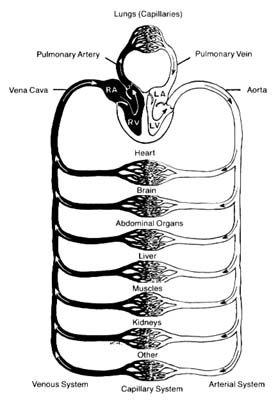 Lungs (Capillaries)
Pulmonary Artery
Pulmonary Vein
Vena Cava
RA
LA
Aorta
RV
LV
Heart
Brain
Abdominal Organs
Liver
Muscles
Kidneys
Other
Venous System
Capillary System
Arterial System